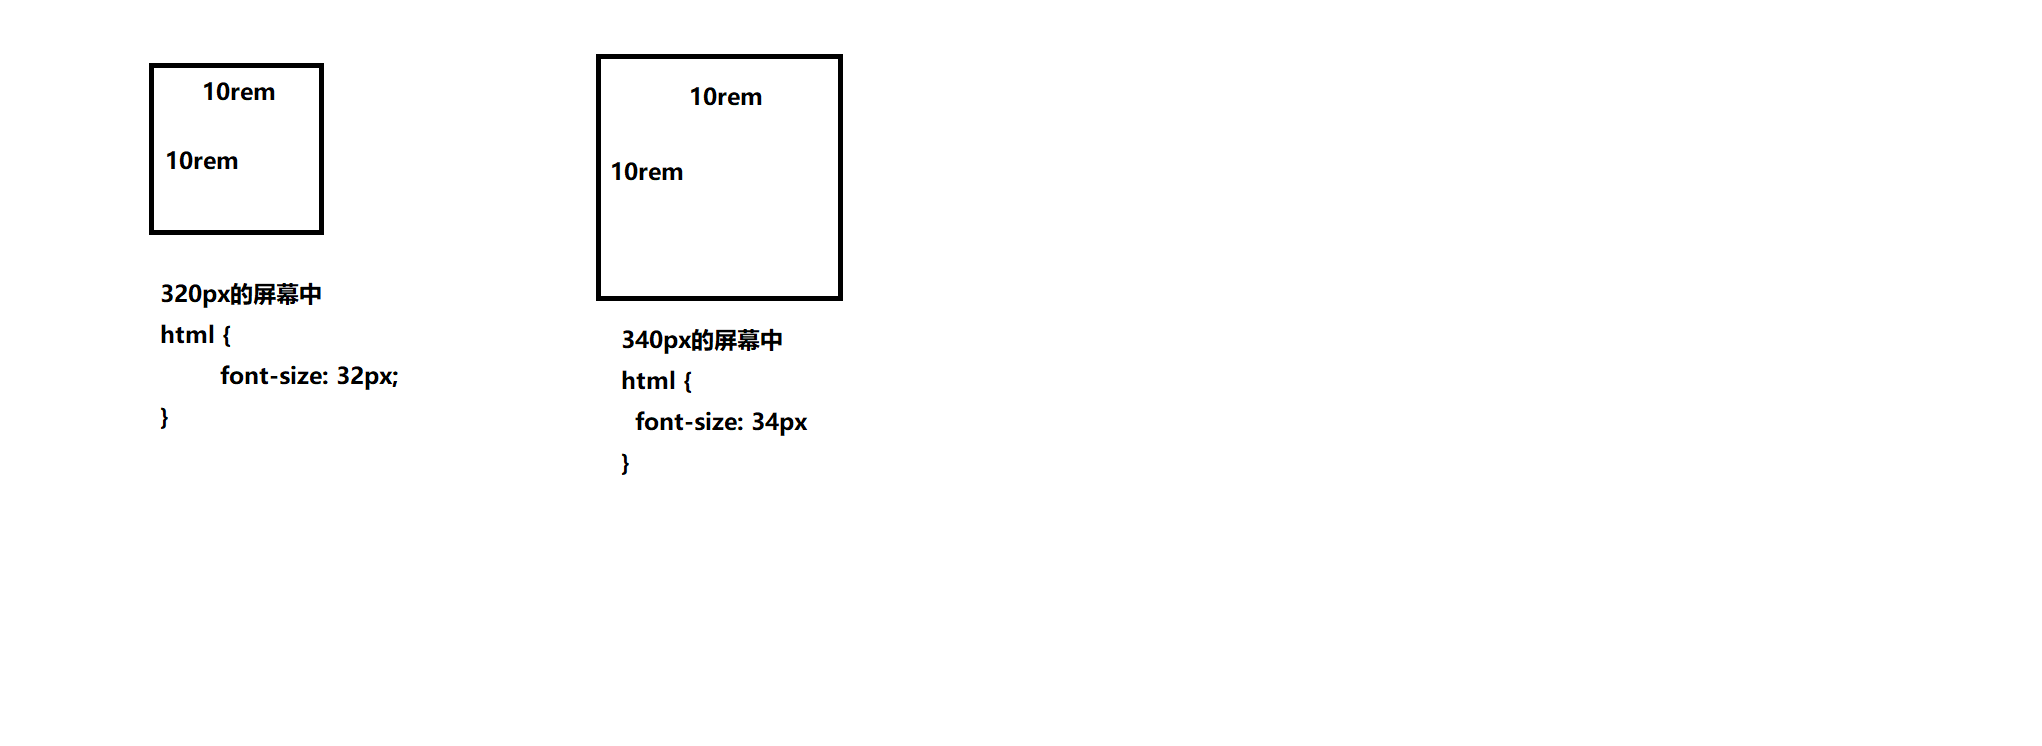 10rem
10rem
320px的屏幕中
html {
font-size: 32px;
}
10rem
10rem
340px的屏幕中
html {
font-size: 34px
}